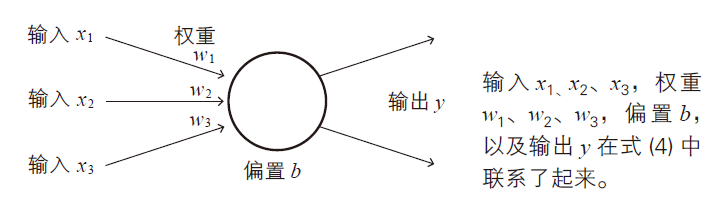 输入 x₁
权重
w₁
输入 x₂
w₂
w₃
输入 x₃
偏置 b
输出 y
输入 x₁、x₂、x₃，权重
w₁、w₂、w₃，偏置 b，
以及输出 y 在式 (4) 中
联系了起来。